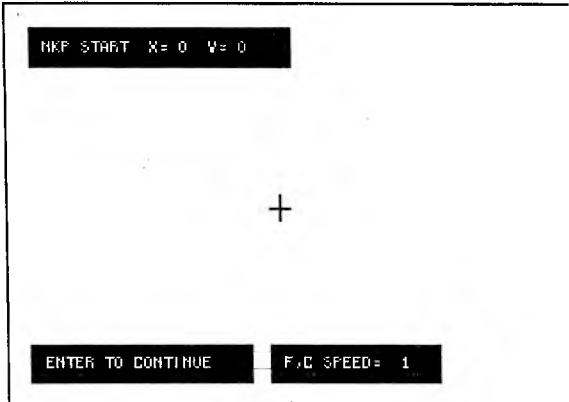 NKP START X= 0 Y= 0
ENTER TO CONTINUE
F,C SPEED= 1